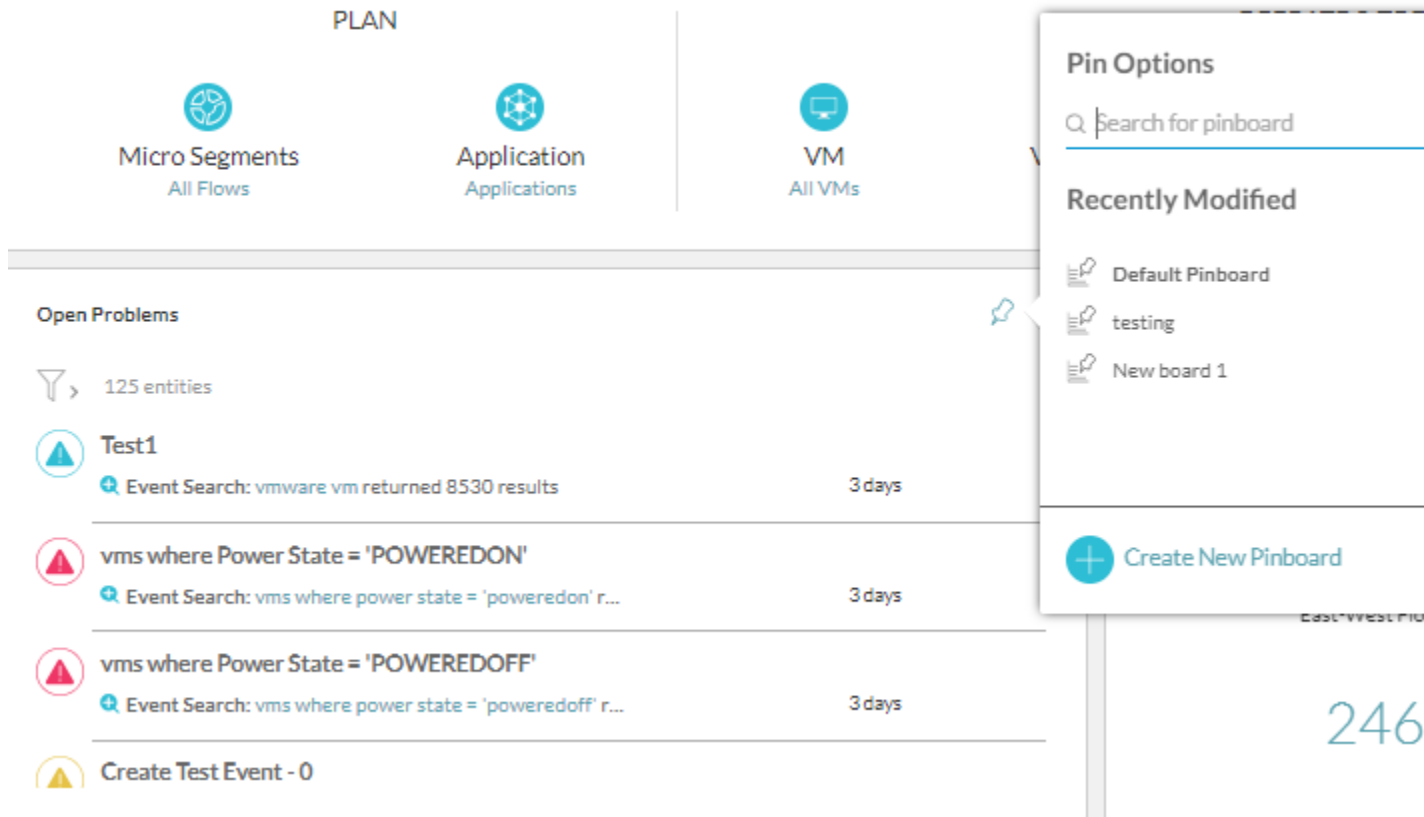 PLAN
Micro Segments
All Flows
Application
Applications
VM
All VMs
Open Problems
125 entities
Test1
Event Search: vmware vm returned 8530 results
3 days
vms where Power State = 'POWEREDON'
Event Search: vms where power state = 'poweredon' r...
3 days
vms where Power State = 'POWEREDOFF'
Event Search: vms where power state = 'poweredoff' r...
3 days
Create Test Event - 0
Pin Options
Search for pinboard
Recently Modified
Default Pinboard
testing
New board 1
Create New Pinboard
East-West Flo
246